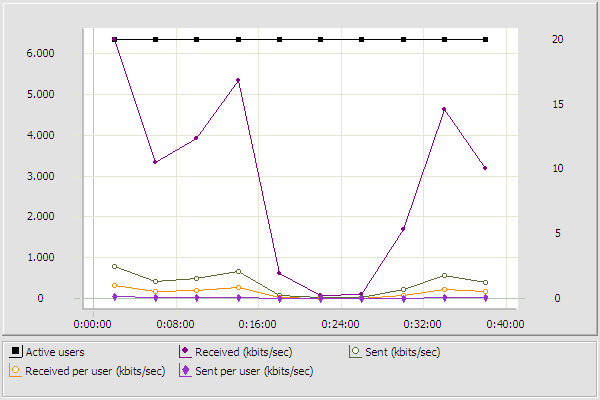 6.000 20
5.000 15
4.000
3.000 10
2.000 5
1.000
0 0
0:00:00 0:08:00 0:16:00 0:24:00 0:32:00 0:40:00
Active users Received (kbits/sec) Sent (kbits/sec)
Received per user (kbits/sec) Sent per user (kbits/sec)